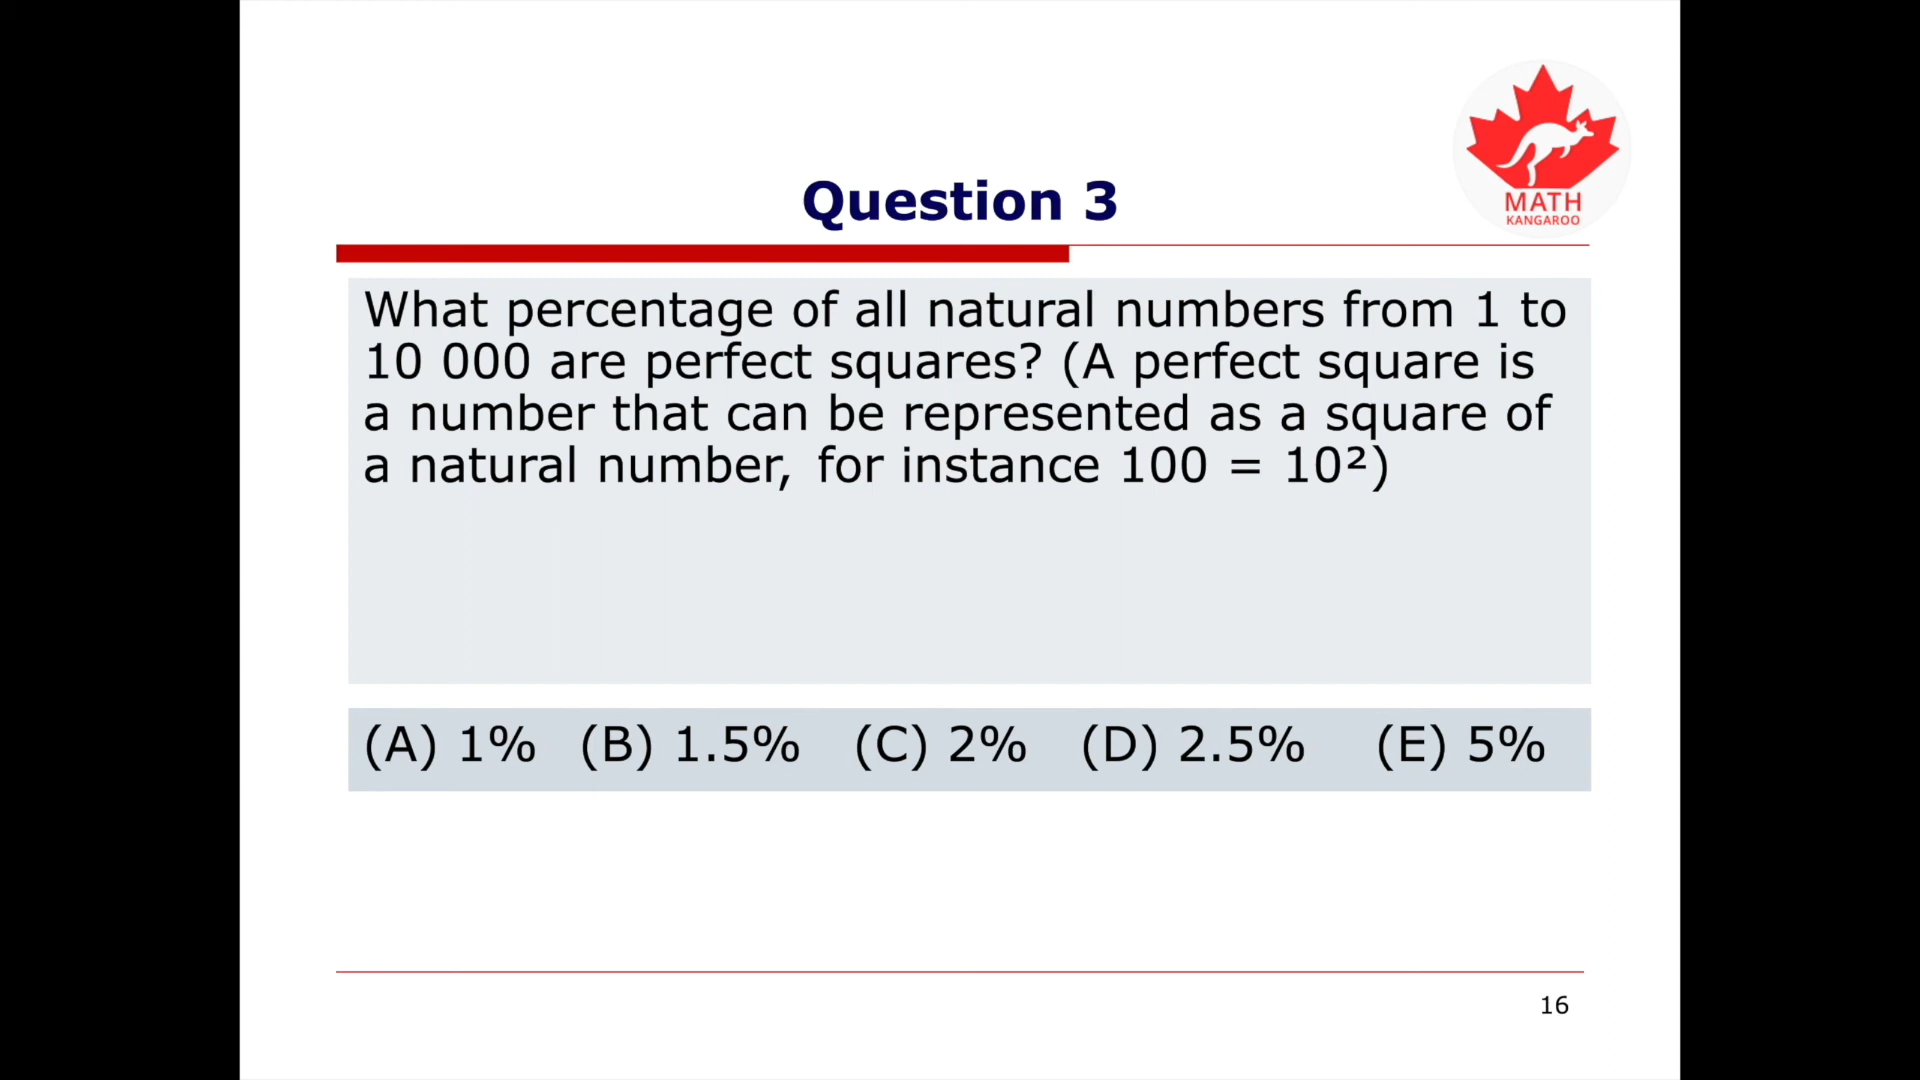 MATH
KANGAROO
Question 3
What percentage of all natural numbers from 1 to
10 000 are perfect squares? (A perfect square is
a number that can be represented as a square of
a natural number, for instance 100 = 10²)
(A) 1% (B) 1.5% (C) 2% (D) 2.5% (E) 5%
16